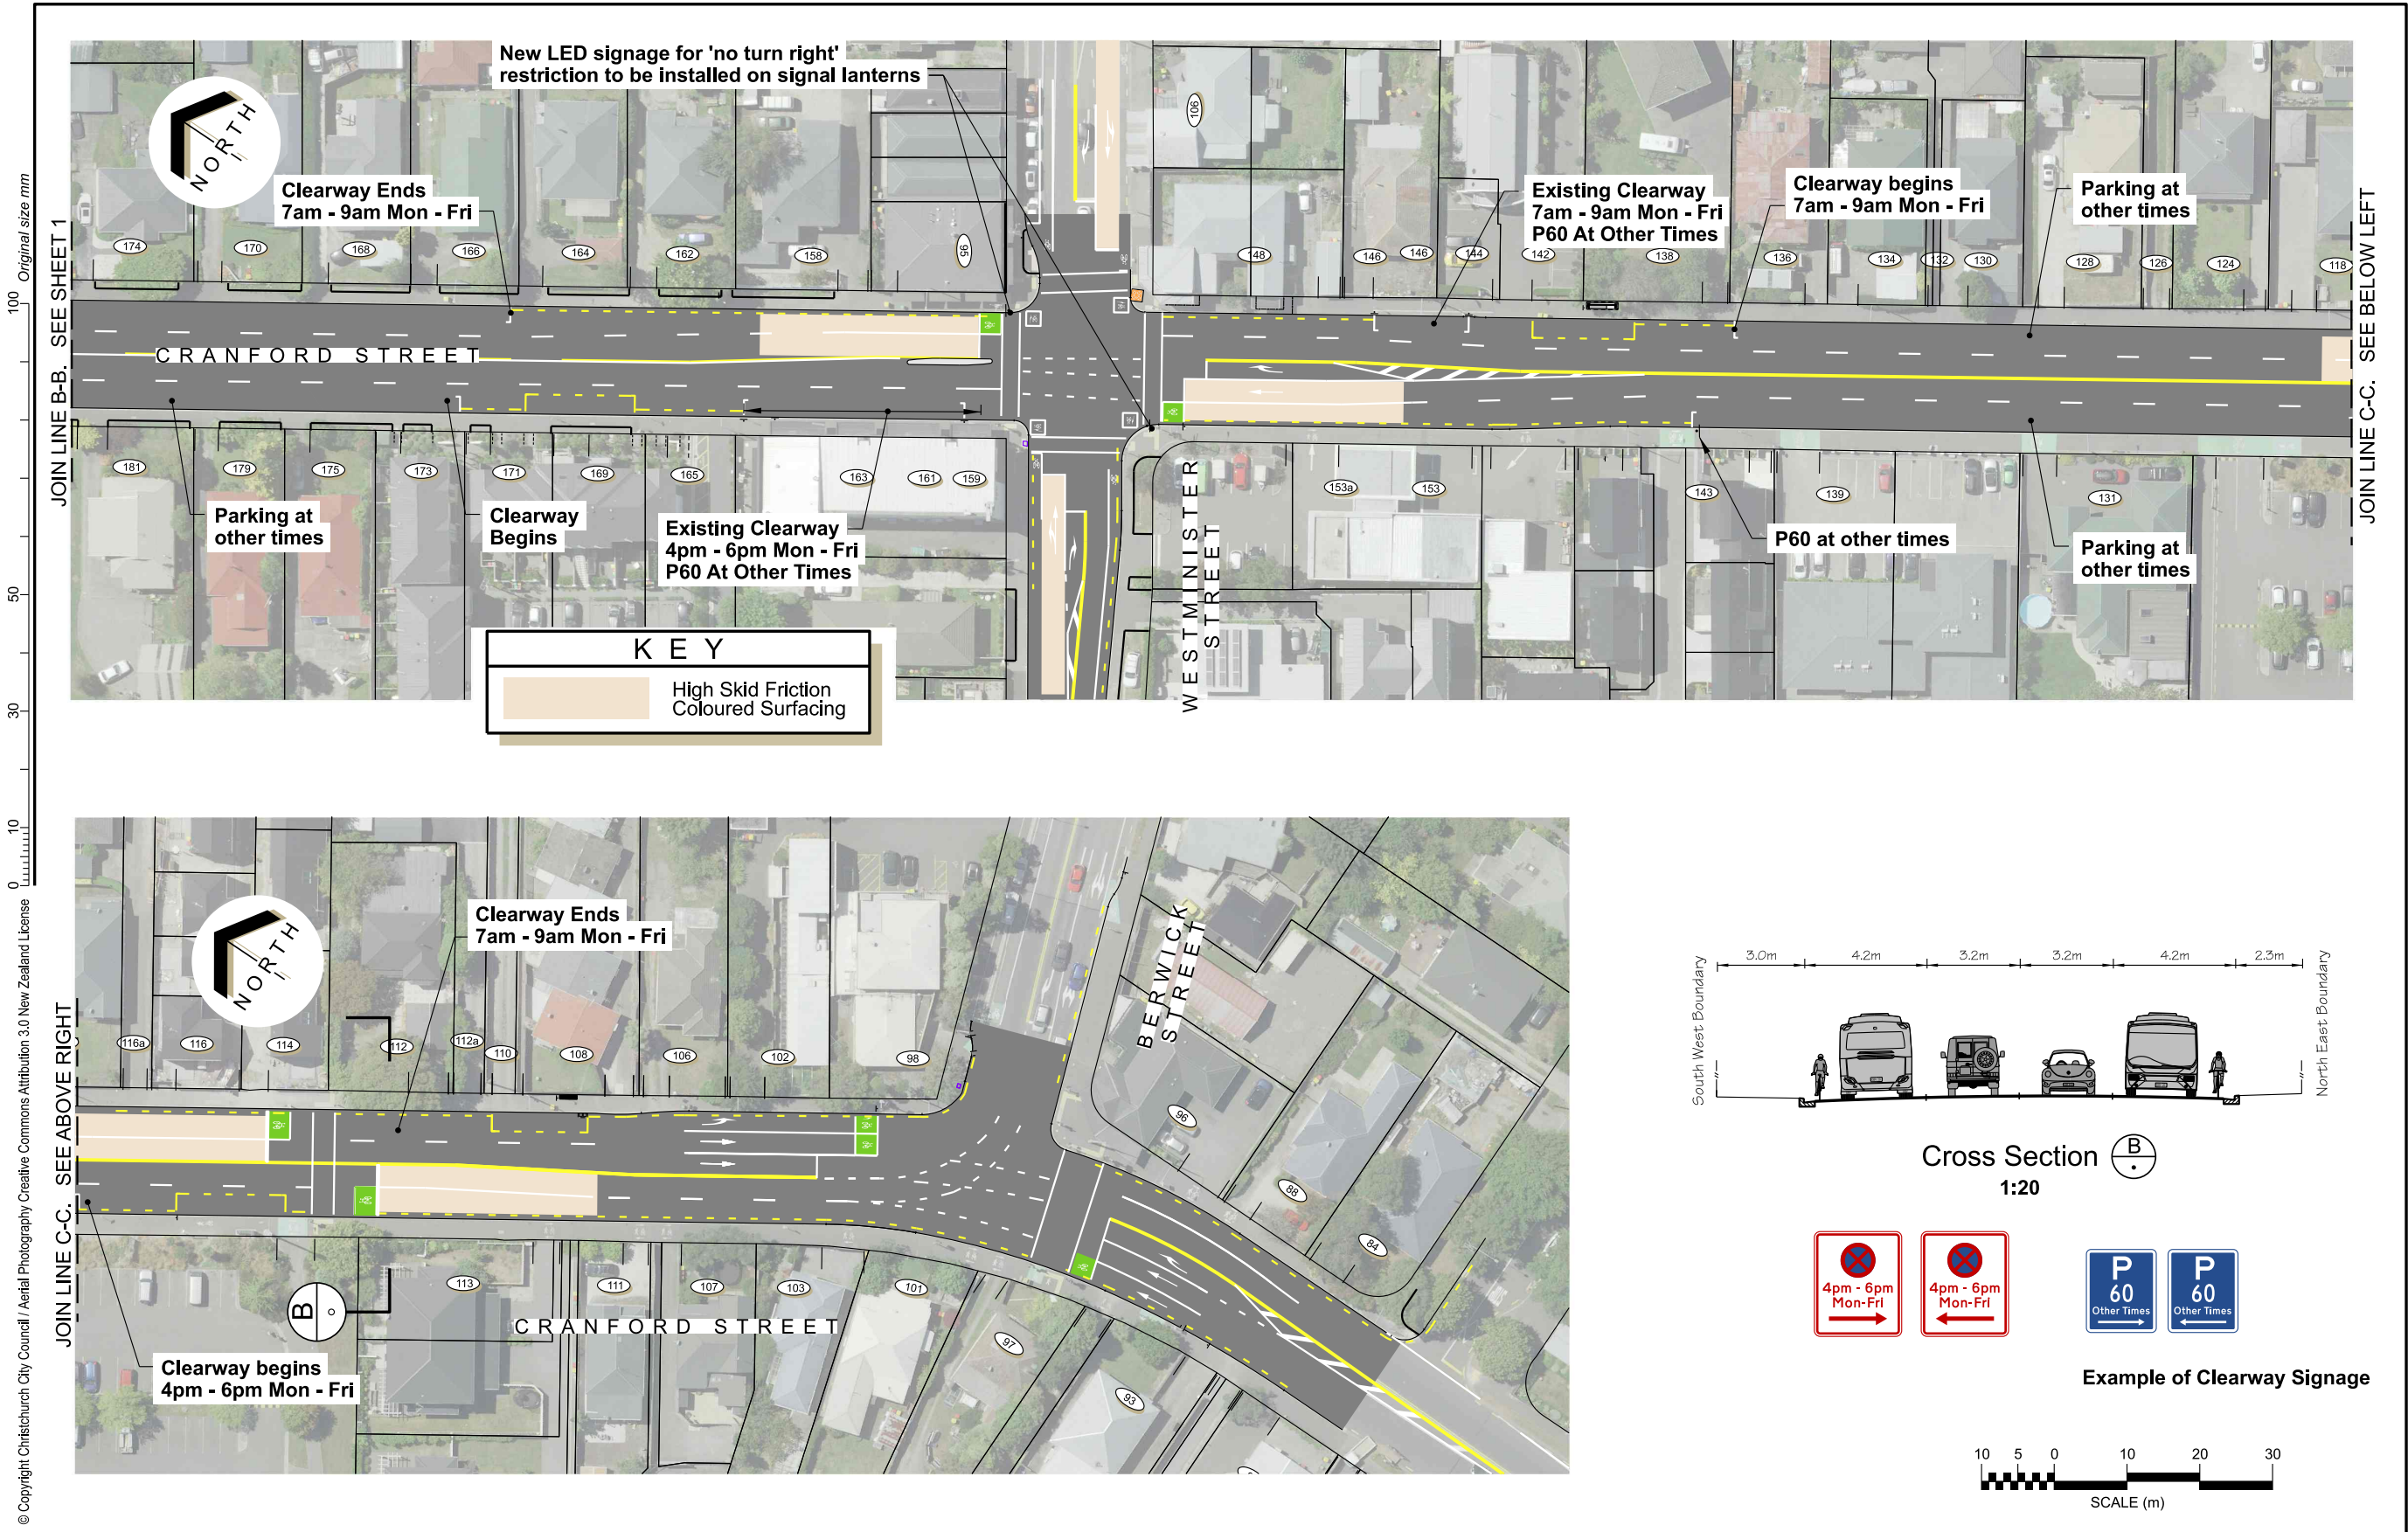 New LED signage for 'no turn right'
restriction to be installed on signal lanterns
NORTH
Clearway Ends
7am - 9am Mon - Fri
Existing Clearway
7am - 9am Mon - Fri
P60 At Other Times
Clearway begins
7am - 9am Mon - Fri
Parking at
other times
106
174
170
168
166
164
162
158
95
148
146
146
144
142
138
136
134
132
130
128
126
124
118
JOIN LINE B-B. SEE SHEET 1
JOIN LINE C-C. SEE BELOW LEFT
CRANFORD STREET
181
179
175
173
171
169
165
163
161
159
153a
153
143
139
131
Parking at
other times
Clearway
Begins
Existing Clearway
4pm - 6pm Mon - Fri
P60 At Other Times
WESTMINISTER
STREET
P60 at other times
Parking at
other times
KEY
High Skid Friction
Coloured Surfacing
Original size mm
100
50
30
10
0
© Copyright Christchurch City Council / Aerial Photography Creative Commons Attribution 3.0 New Zealand License
NORTH
Clearway Ends
7am - 9am Mon - Fri
BERWICK
STREET
116a
116
114
112
112a
110
108
106
102
98
96
88
84
JOIN LINE C-C. SEE ABOVE RIGHT
B
113
111
107
103
101
97
93
CRANFORD STREET
Clearway begins
4pm - 6pm Mon - Fri
3.0m
4.2m
3.2m
3.2m
4.2m
2.3m
South West Boundary
North East Boundary
Cross Section B
1:20
4pm - 6pm
Mon-Fri
4pm - 6pm
Mon-Fri
P
60
Other Times
P
60
Other Times
Example of Clearway Signage
10 5 0 10 20 30
SCALE (m)